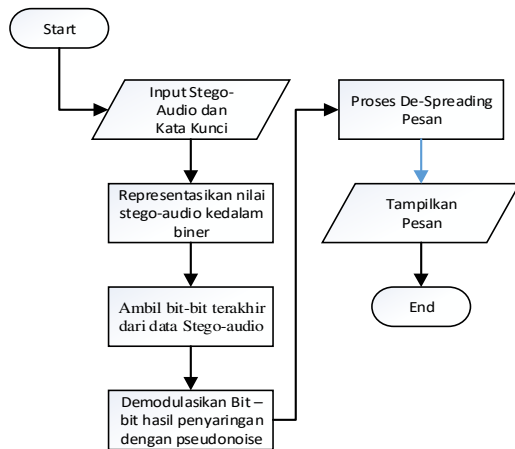 Start
Input Stego-
Audio dan
Kata Kunci
Representasikan nilai
stego-audio kedalam
biner
Ambil bit-bit terakhir
dari data Stego-audio
Demodulasikan Bit –
bit hasil penyaringan
dengan pseudonoise
Proses De-Spreading
Pesan
Tampilkan
Pesan
End